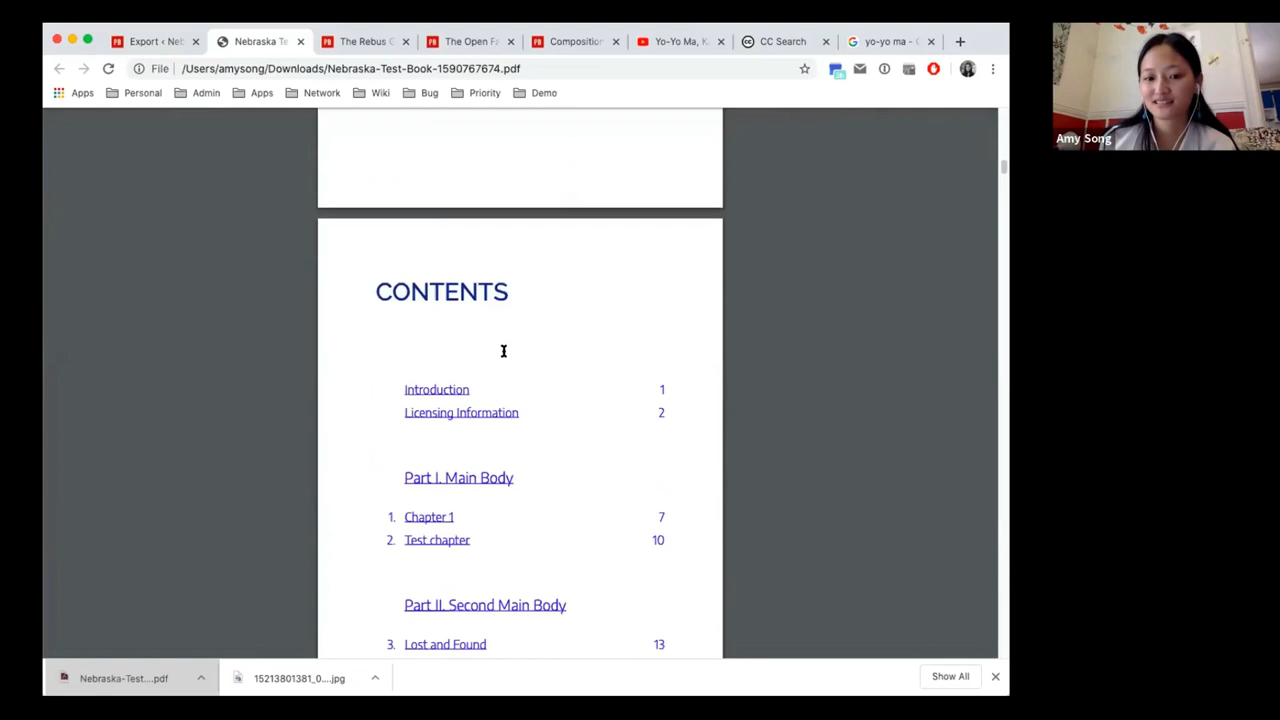 Export ‹ Neb
Nebraska Te
The Rebus C
The Open Fa
Composition
Yo-Yo Ma, K
CC Search
yo-yo ma - G
File /Users/amysong/Downloads/Nebraska-Test-Book-1590767674.pdf
Apps Personal Admin Apps Network Wiki Bug Priority Demo
Amy Song
CONTENTS
Introduction 1
Licensing Information 2
Part I. Main Body
1. Chapter 1 7
2. Test chapter 10
Part II. Second Main Body
3. Lost and Found 13
Nebraska-Test....pdf
15213801381_0....jpg
Show All